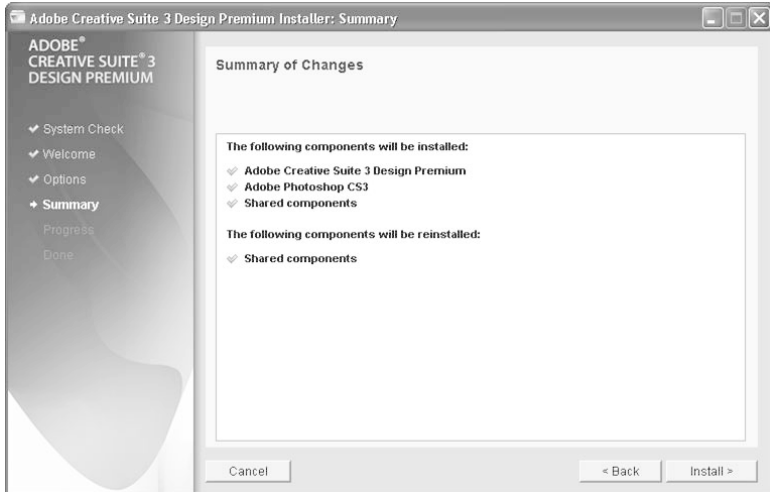 Adobe Creative Suite 3 Design Premium Installer: Summary
ADOBE®
CREATIVE SUITE® 3
DESIGN PREMIUM
System Check
Welcome
Options
Summary
Progress
Done
Summary of Changes
The following components will be installed:
Adobe Creative Suite 3 Design Premium
Adobe Photoshop CS3
Shared components
The following components will be reinstalled:
Shared components
Cancel
< Back
Install >